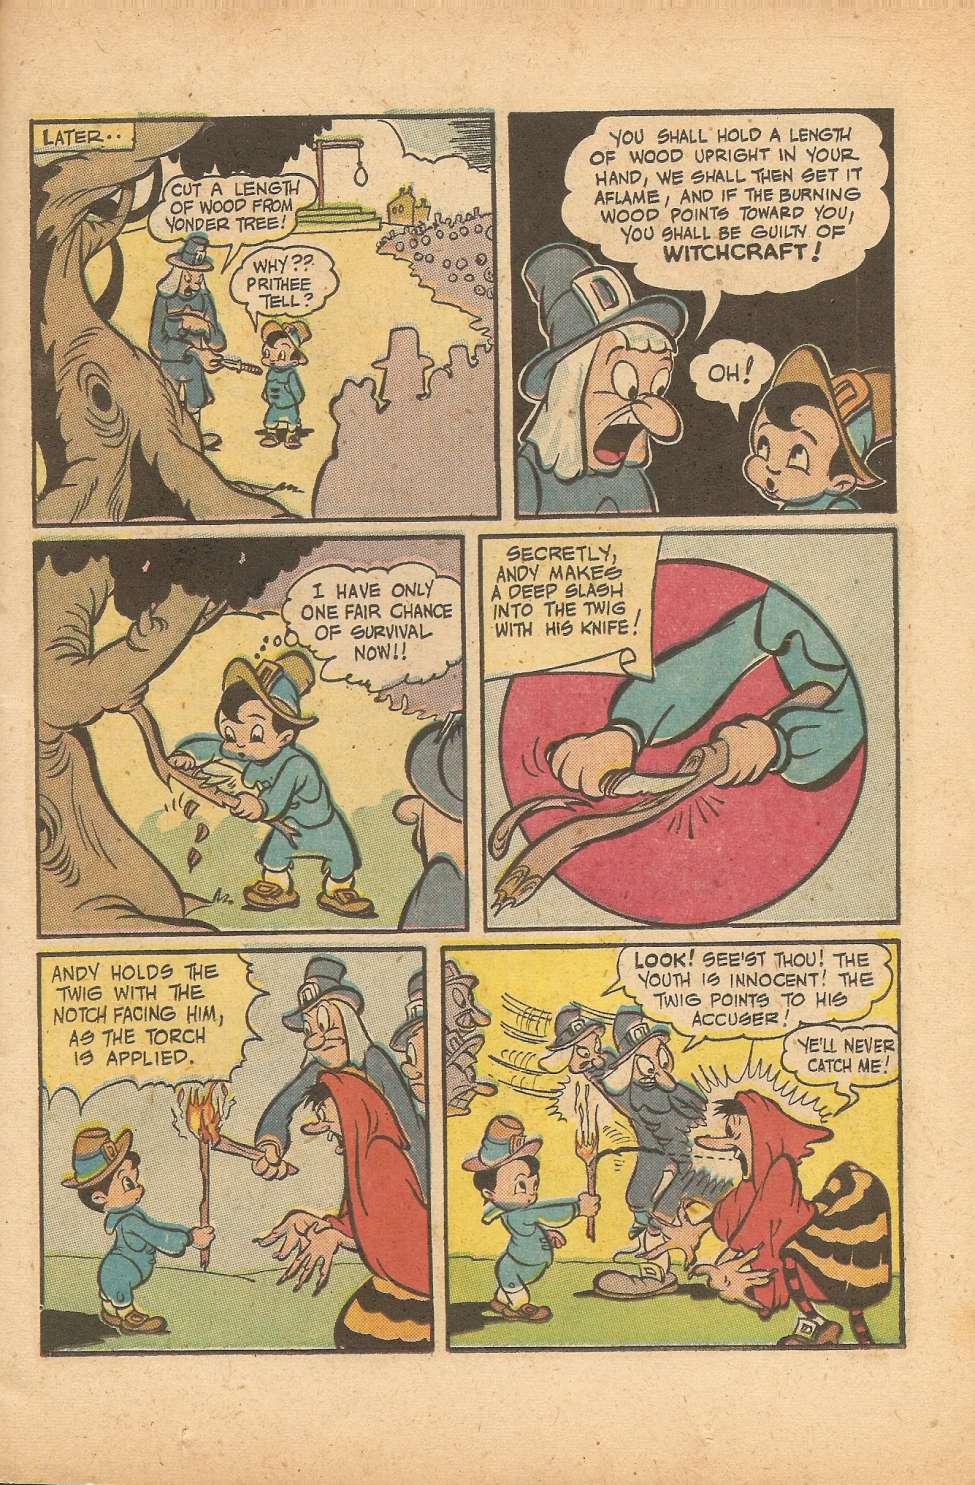 LATER··
CUT A LENGTH
OF WOOD FROM
YONDER TREE!
WHY??
PRITHEE
TELL?
YOU SHALL HOLD A LENGTH
OF WOOD UPRIGHT IN YOUR
HAND, WE SHALL THEN SET IT
AFLAME, AND IF THE BURNING
WOOD POINTS TOWARD YOU,
YOU SHALL BE GUILTY OF
WITCHCRAFT!
OH!
I HAVE ONLY
ONE FAIR CHANCE
OF SURVIVAL
NOW!!
SECRETLY,
ANDY MAKES
A DEEP SLASH
INTO THE TWIG
WITH HIS KNIFE!
ANDY HOLDS THE
TWIG WITH THE
NOTCH FACING HIM,
AS THE TORCH
IS APPLIED.
LOOK! SEE'ST THOU! THE
YOUTH IS INNOCENT! THE
TWIG POINTS TO HIS
ACCUSER!
YE'LL NEVER
CATCH ME!